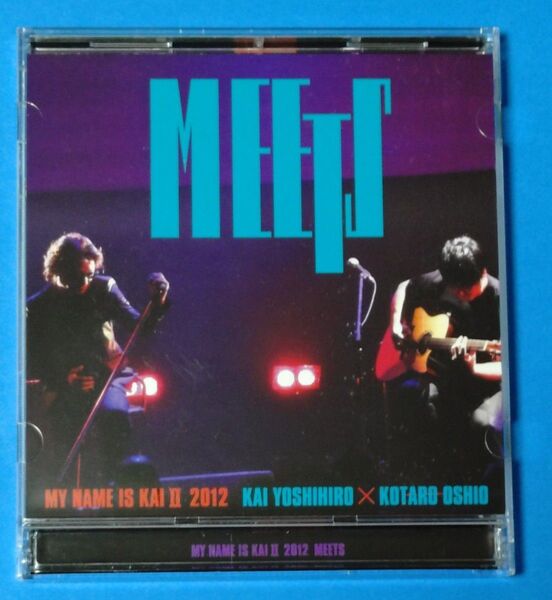 MEETS
MY NAME IS KAI II 2012 KAI YOSHIHIRO × KOTARO OSHIO
MY NAME IS KAI II 2012 MEETS